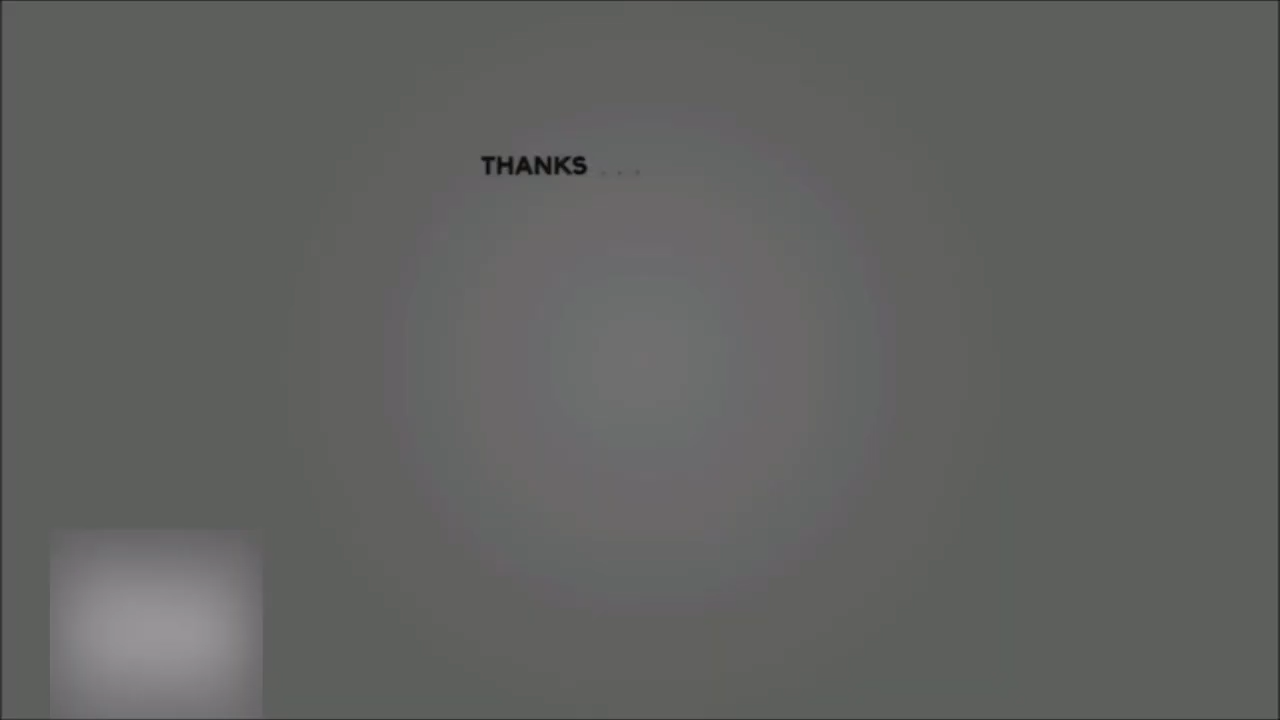 THANKS . . .